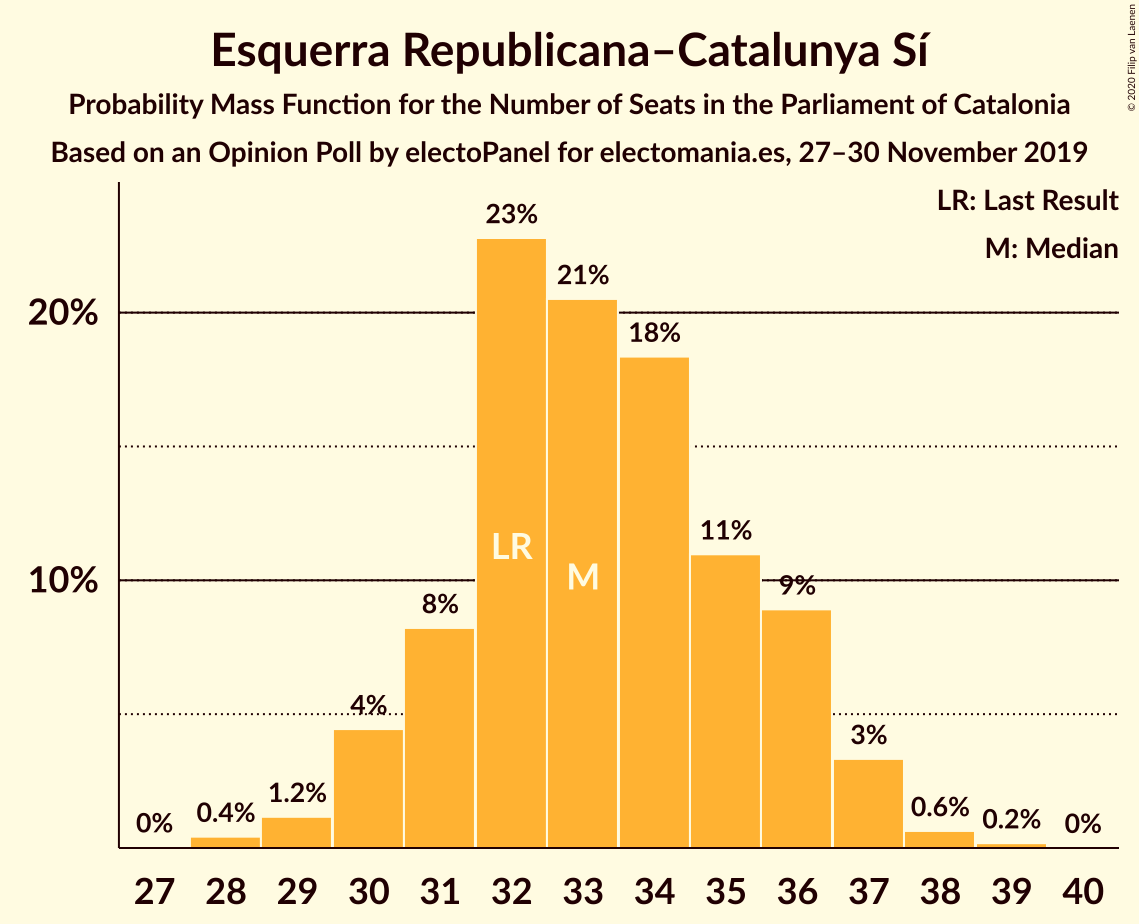 Esquerra Republicana–Catalunya Sí
Probability Mass Function for the Number of Seats in the Parliament of Catalonia
Based on an Opinion Poll by electoPanel for electomania.es, 27–30 November 2019
© 2020 Filip van Laenen
LR: Last Result
M: Median
23%
21%
20%
18%
11%
LR
M
10%
9%
8%
4%
3%
1.2%
0.4%
0.6%
0.2%
0%
0%
27 28 29 30 31 32 33 34 35 36 37 38 39 40